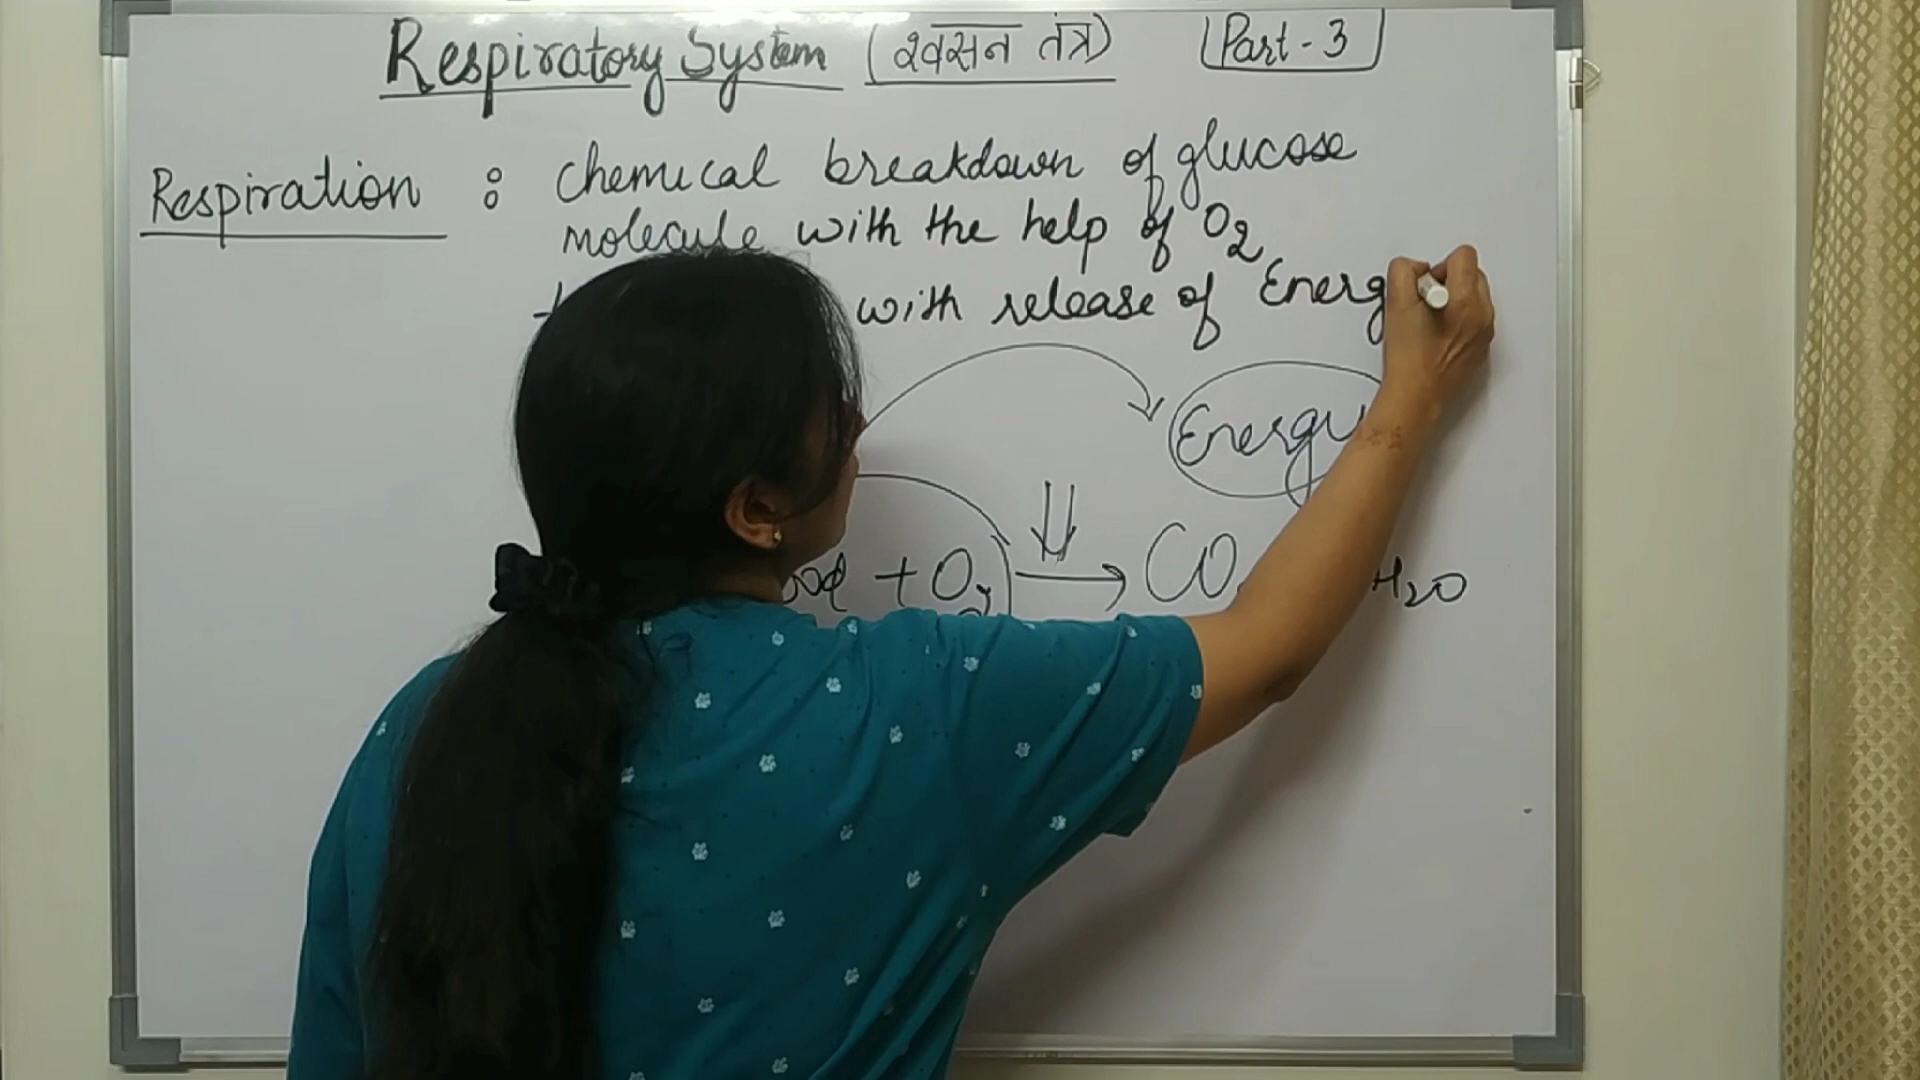 Respiratory System (श्वसन तंत्र) Part - 3
Respiration : Chemical breakdown of glucose
molecule with the help of O2
with release of Energ
Energy
+ O2 → CO H2O